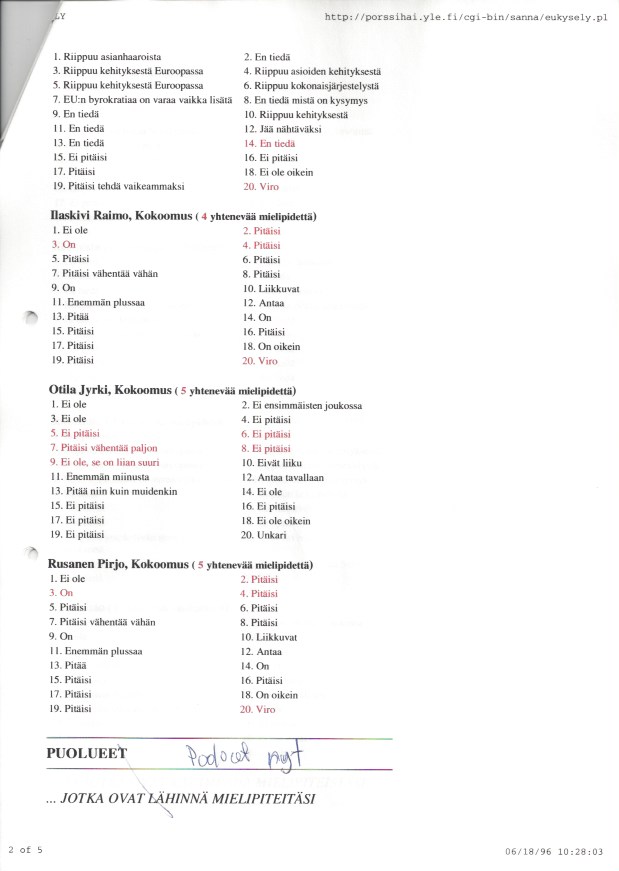 LY http://porssihai.yle.fi/cgi-bin/sanna/eukysely.pl
1. Riippuu asianhaaroista 2. En tiedä
3. Riippuu kehityksestä Euroopassa 4. Riippuu asioiden kehityksestä
5. Riippuu kehityksestä Euroopassa 6. Riippuu kokonaisjärjestelystä
7. EU:n byrokratiaa on varaa vaikka lisätä 8. En tiedä mistä on kysymys
9. En tiedä 10. Riippuu kehityksestä
11. En tiedä 12. Jää nähtäväksi
13. En tiedä 14. En tiedä
15. Ei pitäisi 16. Ei pitäisi
17. Pitäisi 18. Ei ole oikein
19. Pitäisi tehdä vaikeammaksi 20. Viro
Ilaskivi Raimo, Kokoomus ( 4 yhtenevää mielipidettä)
1. Ei ole 2. Pitäisi
3. On 4. Pitäisi
5. Pitäisi 6. Pitäisi
7. Pitäisi vähentää vähän 8. Pitäisi
9. On 10. Liikkuvat
11. Enemmän plussaa 12. Antaa
13. Pitää 14. On
15. Pitäisi 16. Pitäisi
17. Pitäisi 18. On oikein
19. Pitäisi 20. Viro
Otila Jyrki, Kokoomus ( 5 yhtenevää mielipidettä)
1. Ei ole 2. Ei ensimmäisten joukossa
3. Ei ole 4. Ei pitäisi
5. Ei pitäisi 6. Ei pitäisi
7. Pitäisi vähentää paljon 8. Ei pitäisi
9. Ei ole, se on liian suuri 10. Eivät liiku
11. Enemmän miinusta 12. Antaa tavallaan
13. Pitää niin kuin muidenkin 14. Ei ole
15. Ei pitäisi 16. Ei pitäisi
17. Ei pitäisi 18. Ei ole oikein
19. Ei pitäisi 20. Unkari
Rusanen Pirjo, Kokoomus ( 5 yhtenevää mielipidettä)
1. Ei ole 2. Pitäisi
3. On 4. Pitäisi
5. Pitäisi 6. Pitäisi
7. Pitäisi vähentää vähän 8. Pitäisi
9. On 10. Liikkuvat
11. Enemmän plussaa 12. Antaa
13. Pitää 14. On
15. Pitäisi 16. Pitäisi
17. Pitäisi 18. On oikein
19. Pitäisi 20. Viro
PUOLUEET
... JOTKA OVAT LÄHINNÄ MIELIPITEITÄSI
2 of 5 06/18/96 10:28:03